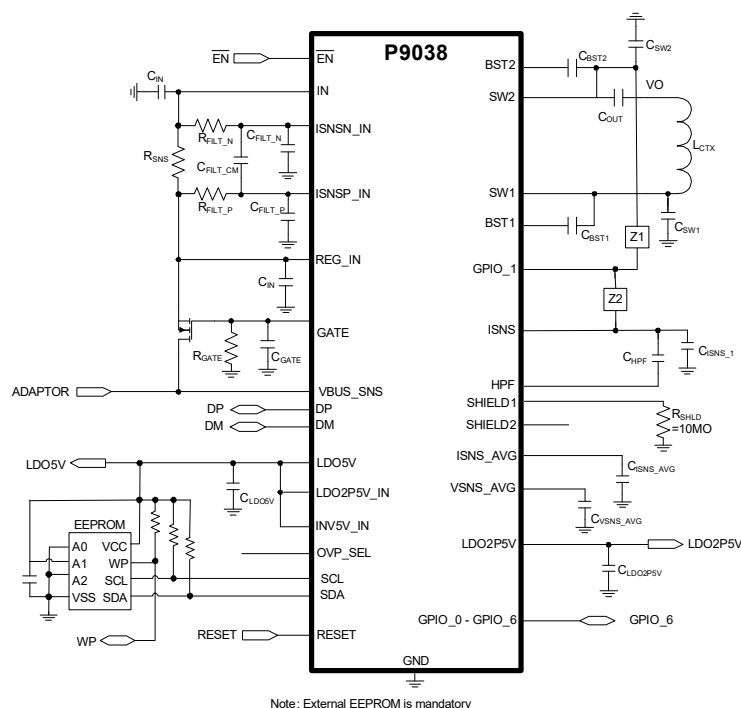 P9038
EN
EN
IN
ISNSN_IN
ISNSP_IN
REG_IN
GATE
VBUS_SNS
DP
DM
LDO5V
LDO2P5V_IN
INV5V_IN
OVP_SEL
SCL
SDA
RESET
GND
BST2
SW2
SW1
BST1
GPIO_1
ISNS
HPF
SHIELD1
SHIELD2
ISNS_AVG
VSNS_AVG
LDO2P5V
GPIO_0 - GPIO_6
CIN
RFILT_N
CFILT_N
RSNS
CFILT_CM
RFILT_P
CFILT_P
CIN
RGATE
CGATE
ADAPTOR
DP
DM
LDO5V
CLDO5V
EEPROM
A0
A1
A2
VSS
VCC
WP
SCL
SDA
WP
RESET
CBST2
CSW2
VO
COUT
LCTX
CBST1
CSW1
Z1
Z2
CHPF
CISNS_1
RSHLD
=10MO
CISNS_AVG
CVSNS_AVG
LDO2P5V
CLDO2P5V
GPIO_6
Note: External EEPROM is mandatory